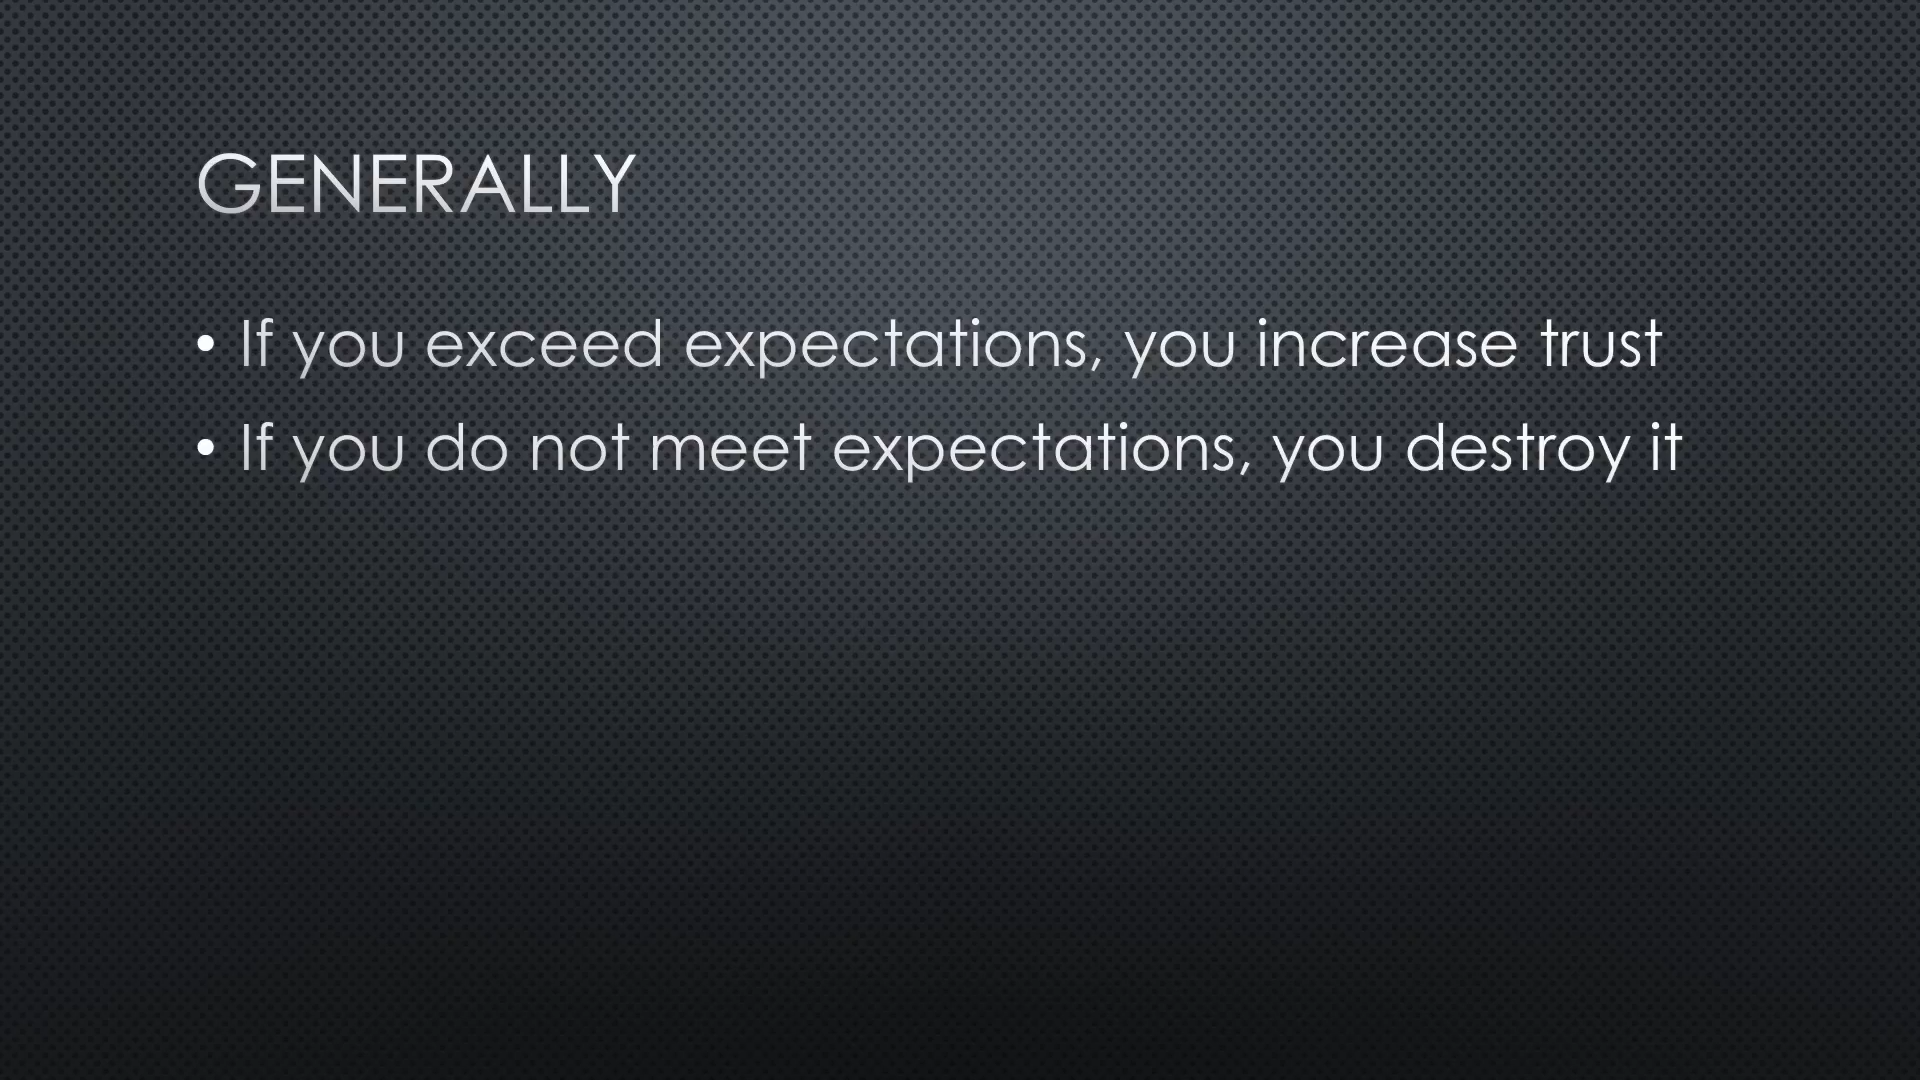 GENERALLY
• If you exceed expectations, you increase trust
• If you do not meet expectations, you destroy it